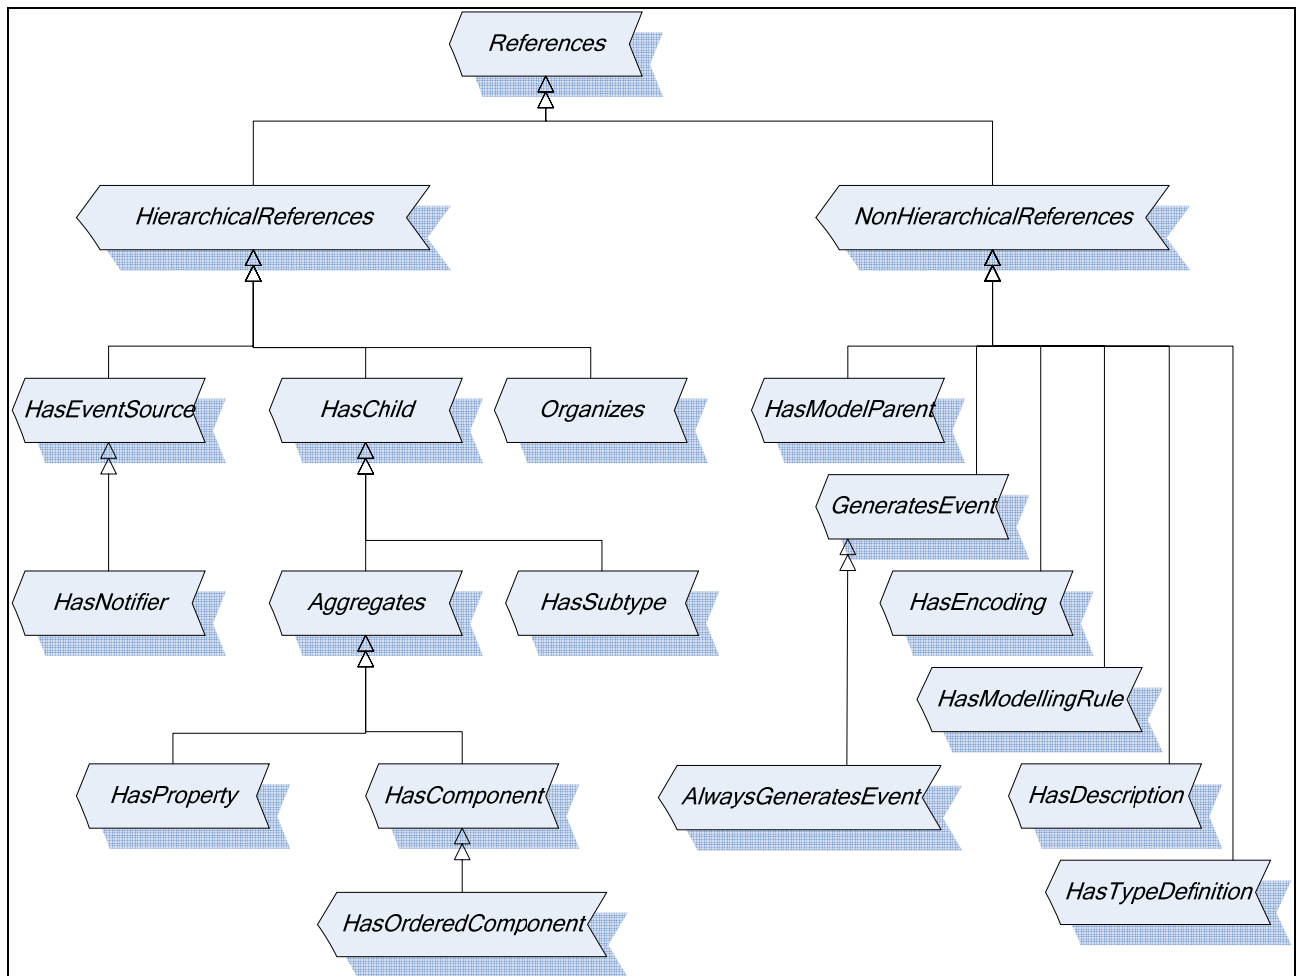 References
HierarchicalReferences
NonHierarchicalReferences
HasEventSource
HasChild
Organizes
HasModelParent
GeneratesEvent
HasNotifier
Aggregates
HasSubtype
HasEncoding
HasModellingRule
HasProperty
HasComponent
AlwaysGeneratesEvent
HasDescription
HasTypeDefinition
HasOrderedComponent